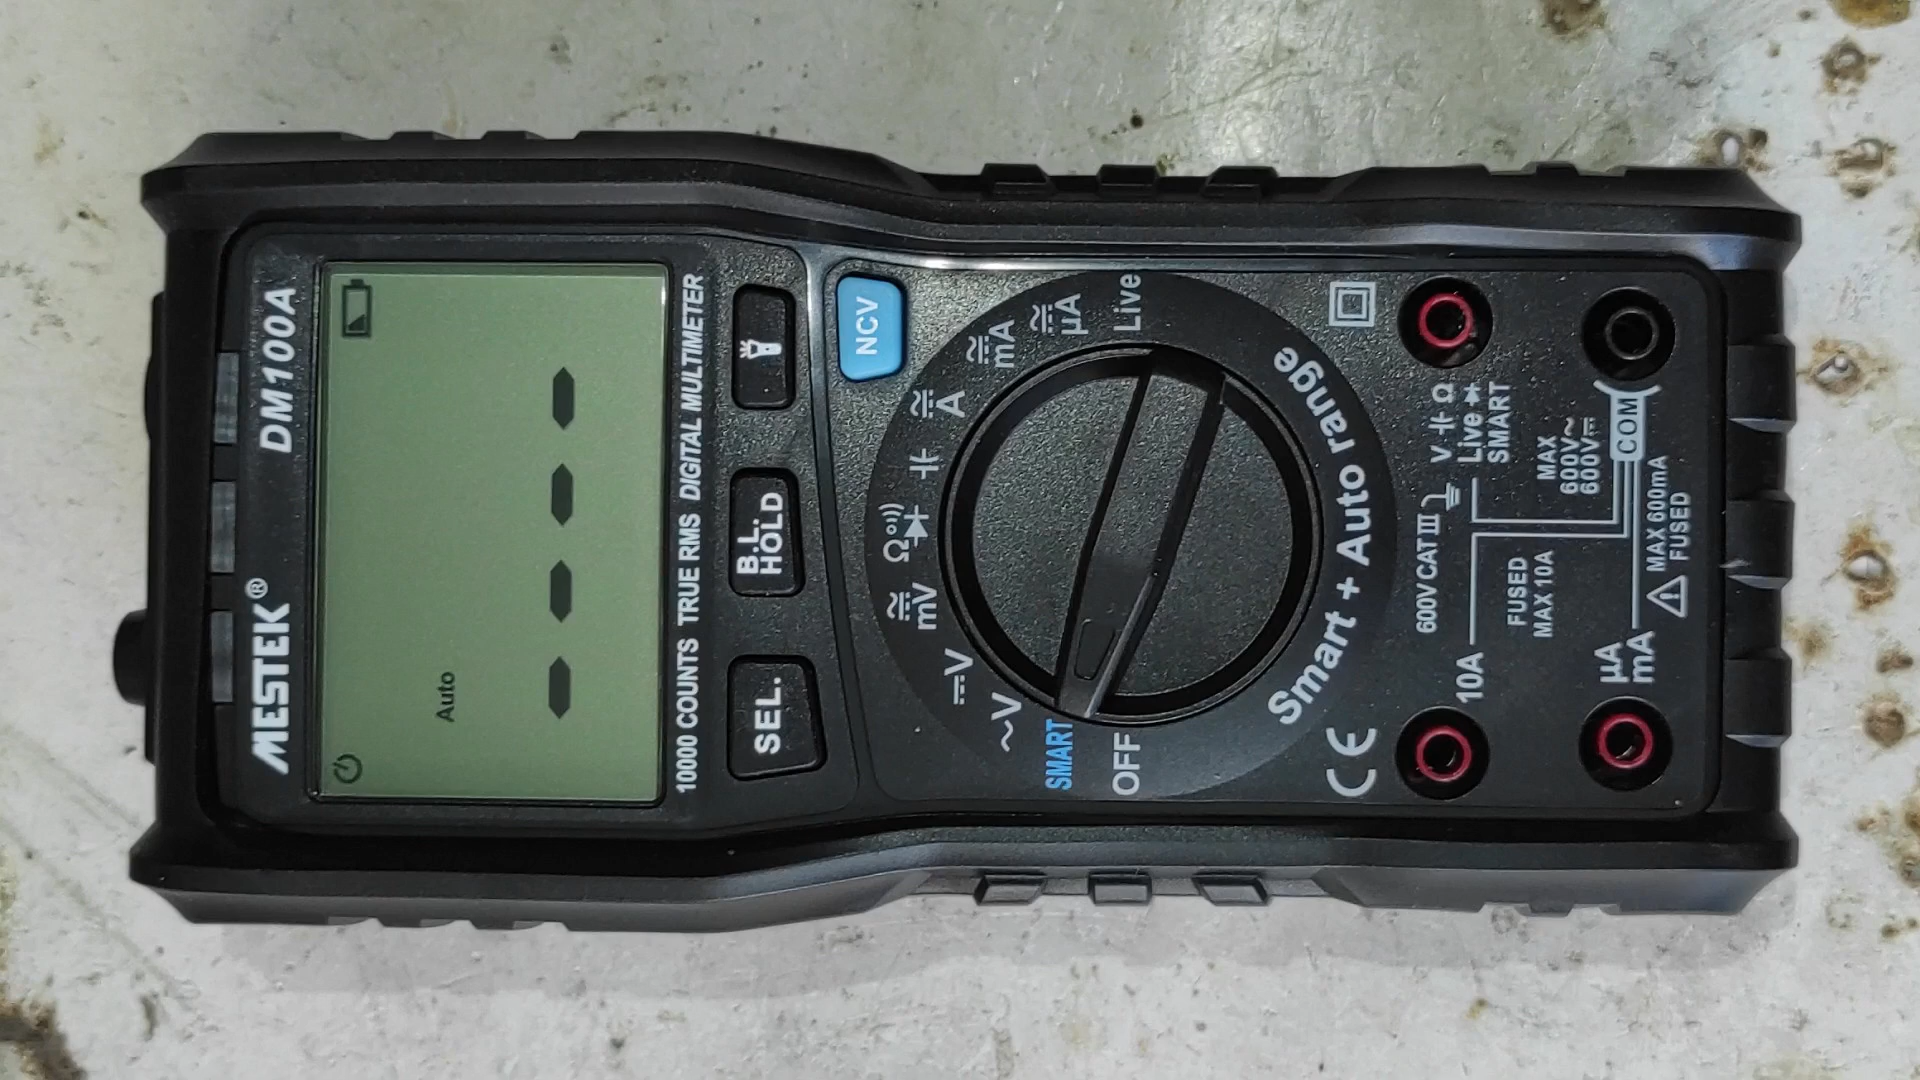 MESTEK®
DM100A
Auto
----
10000 COUNTS TRUE RMS DIGITAL MULTIMETER
SEL.
B.L.
HOLD
NCV
OFF
SMART
~V
V
mV
Ω
A
mA
µA
Live
Smart + Auto range
CE
10A
600V CAT III
V Ω
Live
SMART
FUSED
MAX 10A
MAX
600V~
600V
COM
µA
mA
MAX 600mA
FUSED